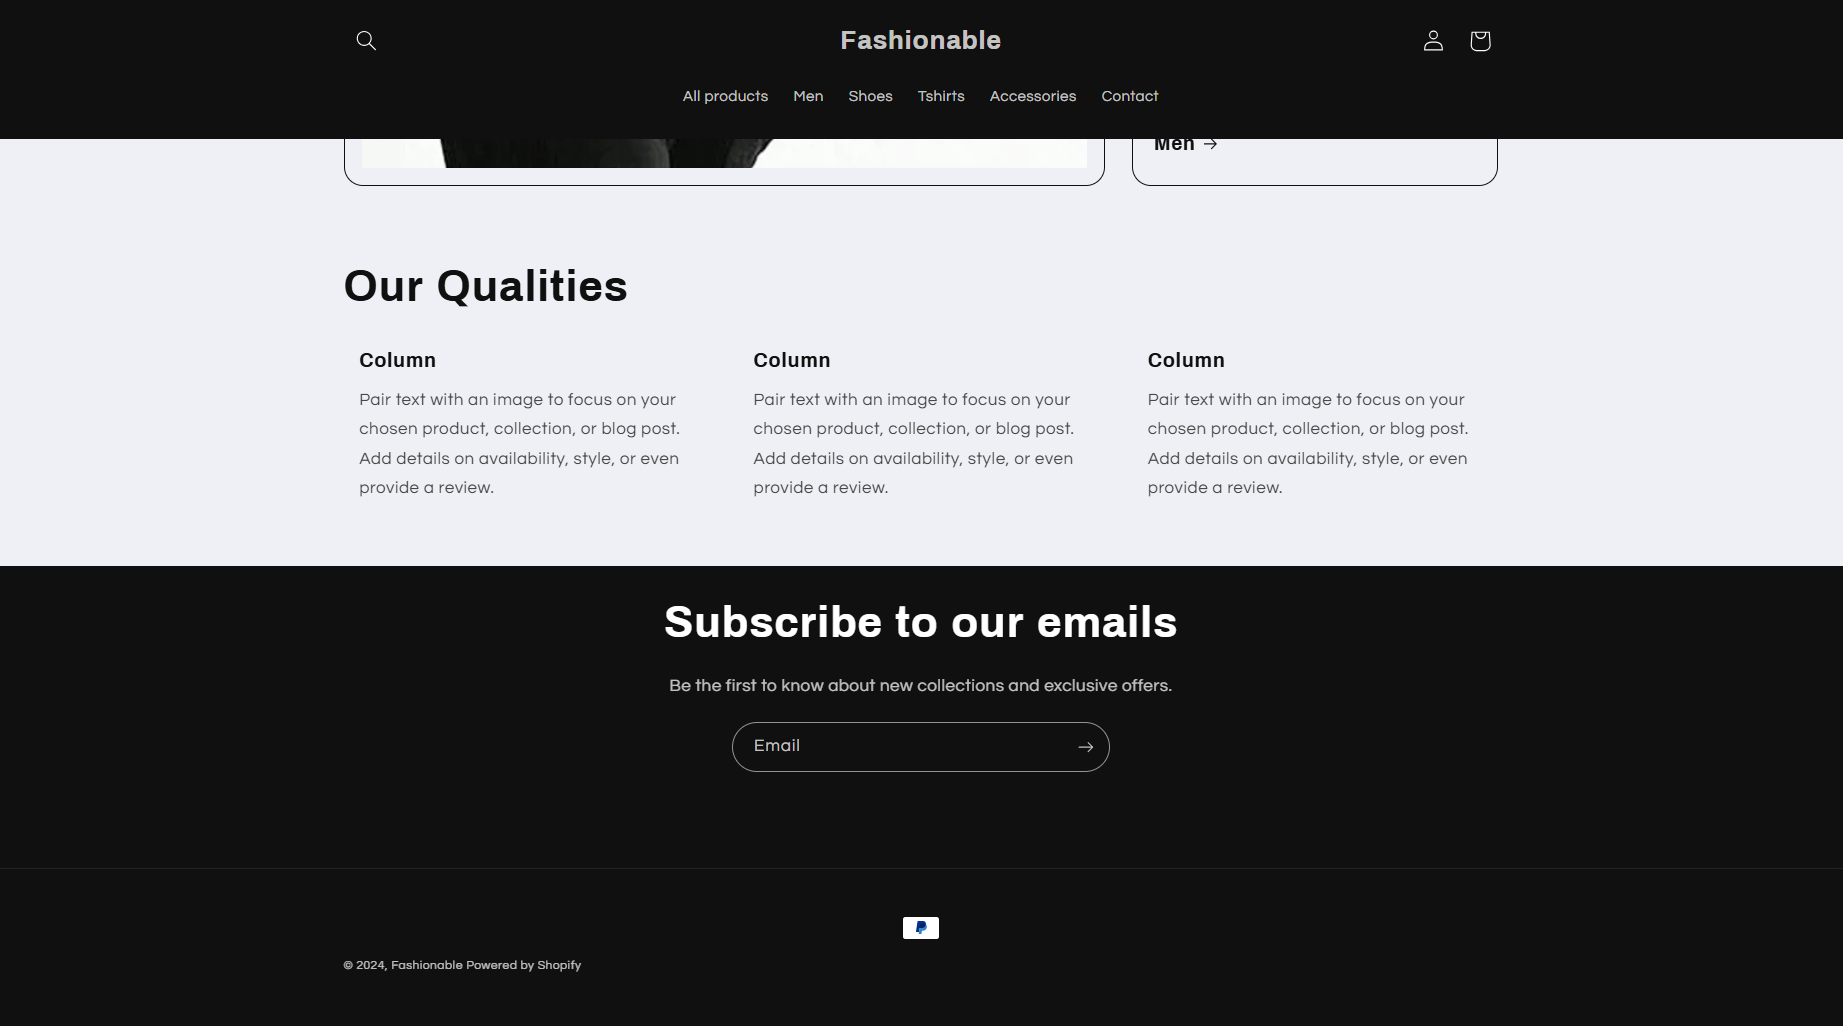 Fashionable
All products Men Shoes Tshirts Accessories Contact
Men
Our Qualities
Column
Pair text with an image to focus on your
chosen product, collection, or blog post.
Add details on availability, style, or even
provide a review.
Column
Pair text with an image to focus on your
chosen product, collection, or blog post.
Add details on availability, style, or even
provide a review.
Column
Pair text with an image to focus on your
chosen product, collection, or blog post.
Add details on availability, style, or even
provide a review.
Subscribe to our emails
Be the first to know about new collections and exclusive offers.
Email
© 2024, Fashionable Powered by Shopify